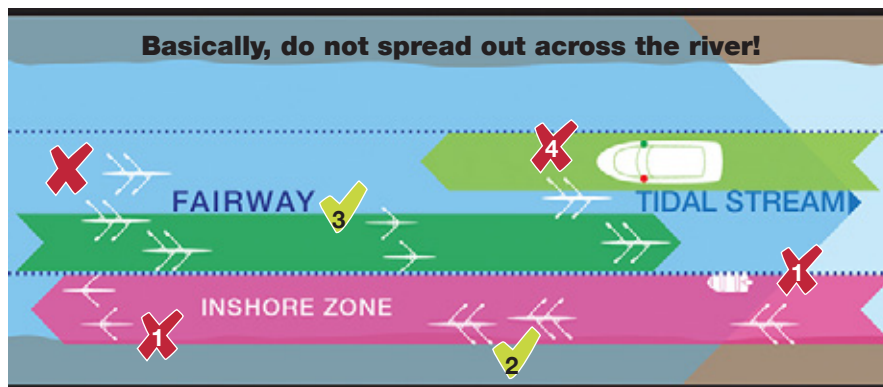 Basically, do not spread out across the river!
4
FAIRWAY
3
TIDAL STREAM
1
INSHORE ZONE
1
2